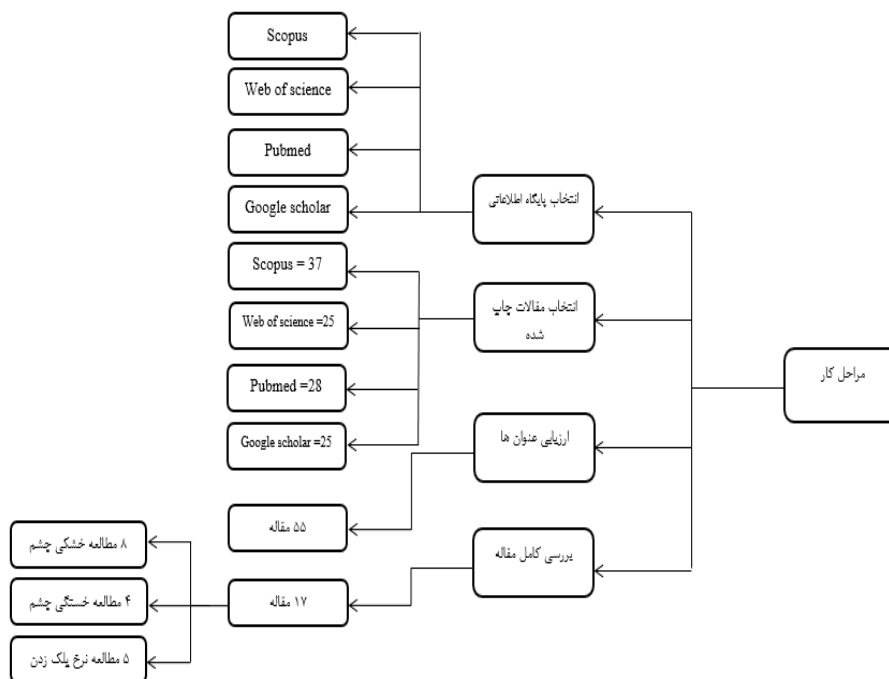 مراحل کار
انتخاب پایگاه اطلاعاتی
Scopus
Web of science
Pubmed
Google scholar
انتخاب مقالات چاپ
شده
Scopus = 37
Web of science =25
Pubmed =28
Google scholar =25
ارزیابی عنوان ها
۵۵ مقاله
بررسی کامل مقاله
۱۷ مقاله
۸ مطالعه خشکی چشم
۴ مطالعه خستگی چشم
۵ مطالعه نرخ پلک زدن